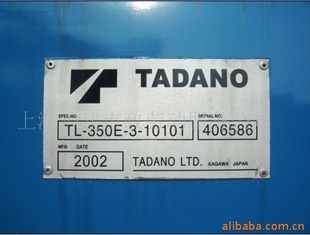 TADANO
SPEC.NO. SERIAL NO.
TL-350E-3-10101 406586
MFG DATE
2002 TADANO LTD. KAGAWA JAPAN
alibaba.com.cn